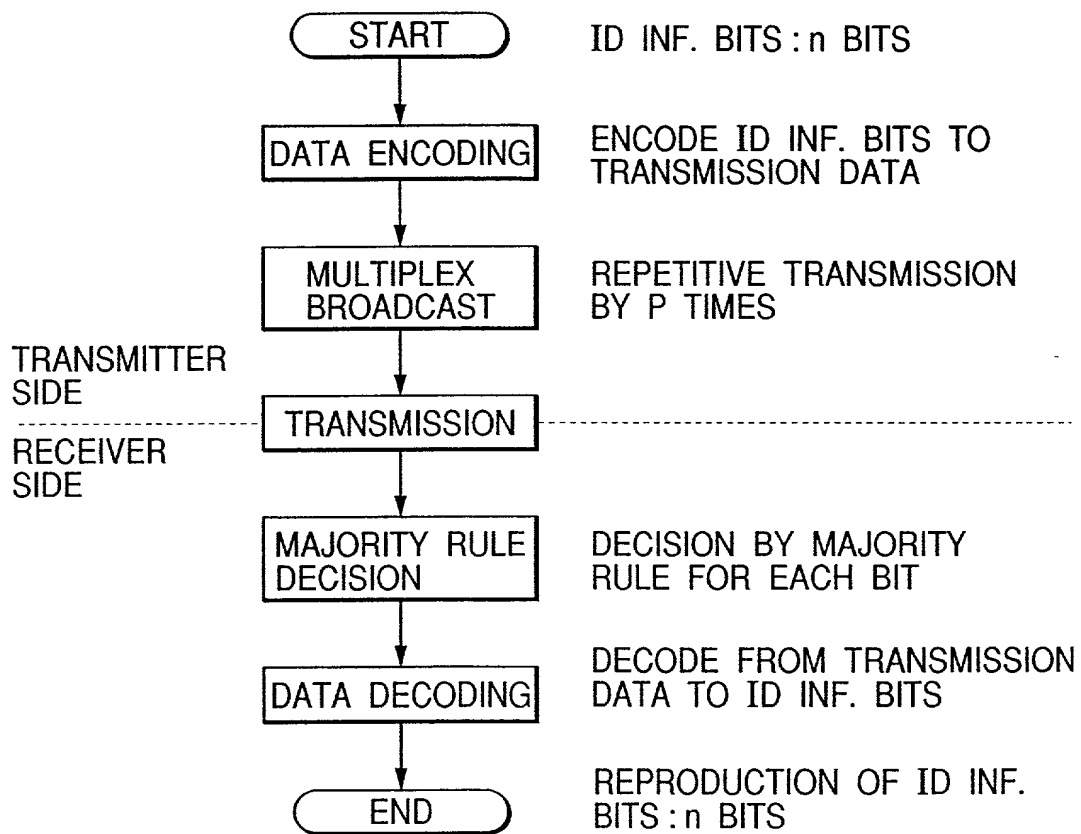 START
ID INF. BITS : n BITS
DATA ENCODING
ENCODE ID INF. BITS TO
TRANSMISSION DATA
MULTIPLEX
BROADCAST
REPETITIVE TRANSMISSION
BY P TIMES
TRANSMITTER
SIDE
TRANSMISSION
RECEIVER
SIDE
MAJORITY RULE
DECISION
DECISION BY MAJORITY
RULE FOR EACH BIT
DATA DECODING
DECODE FROM TRANSMISSION
DATA TO ID INF. BITS
END
REPRODUCTION OF ID INF.
BITS : n BITS